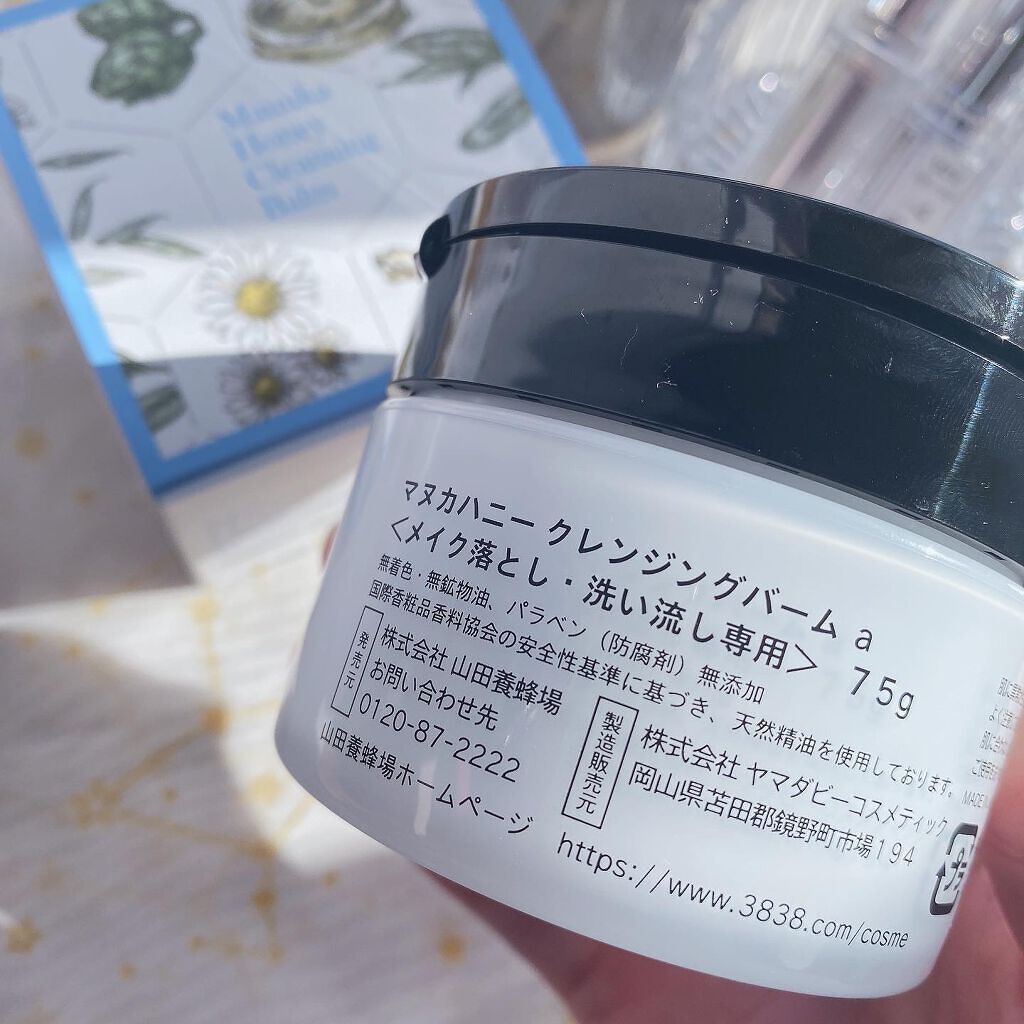 Manuka
Honey
Cleansing
Balm
マヌカハニー クレンジングバーム a
＜メイク落とし・洗い流し専用＞ 75g
無着色・無鉱物油、パラベン（防腐剤）無添加
国際香粧品香料協会の安全性基準に基づき、天然精油を使用しております。
発売元
株式会社 山田養蜂場
お問い合わせ先
0120-87-2222
製造販売元
株式会社 ヤマダビーコスメティック
岡山県苫田郡鏡野町市場194
山田養蜂場ホームページ https://www.3838.com/cosme
プラ